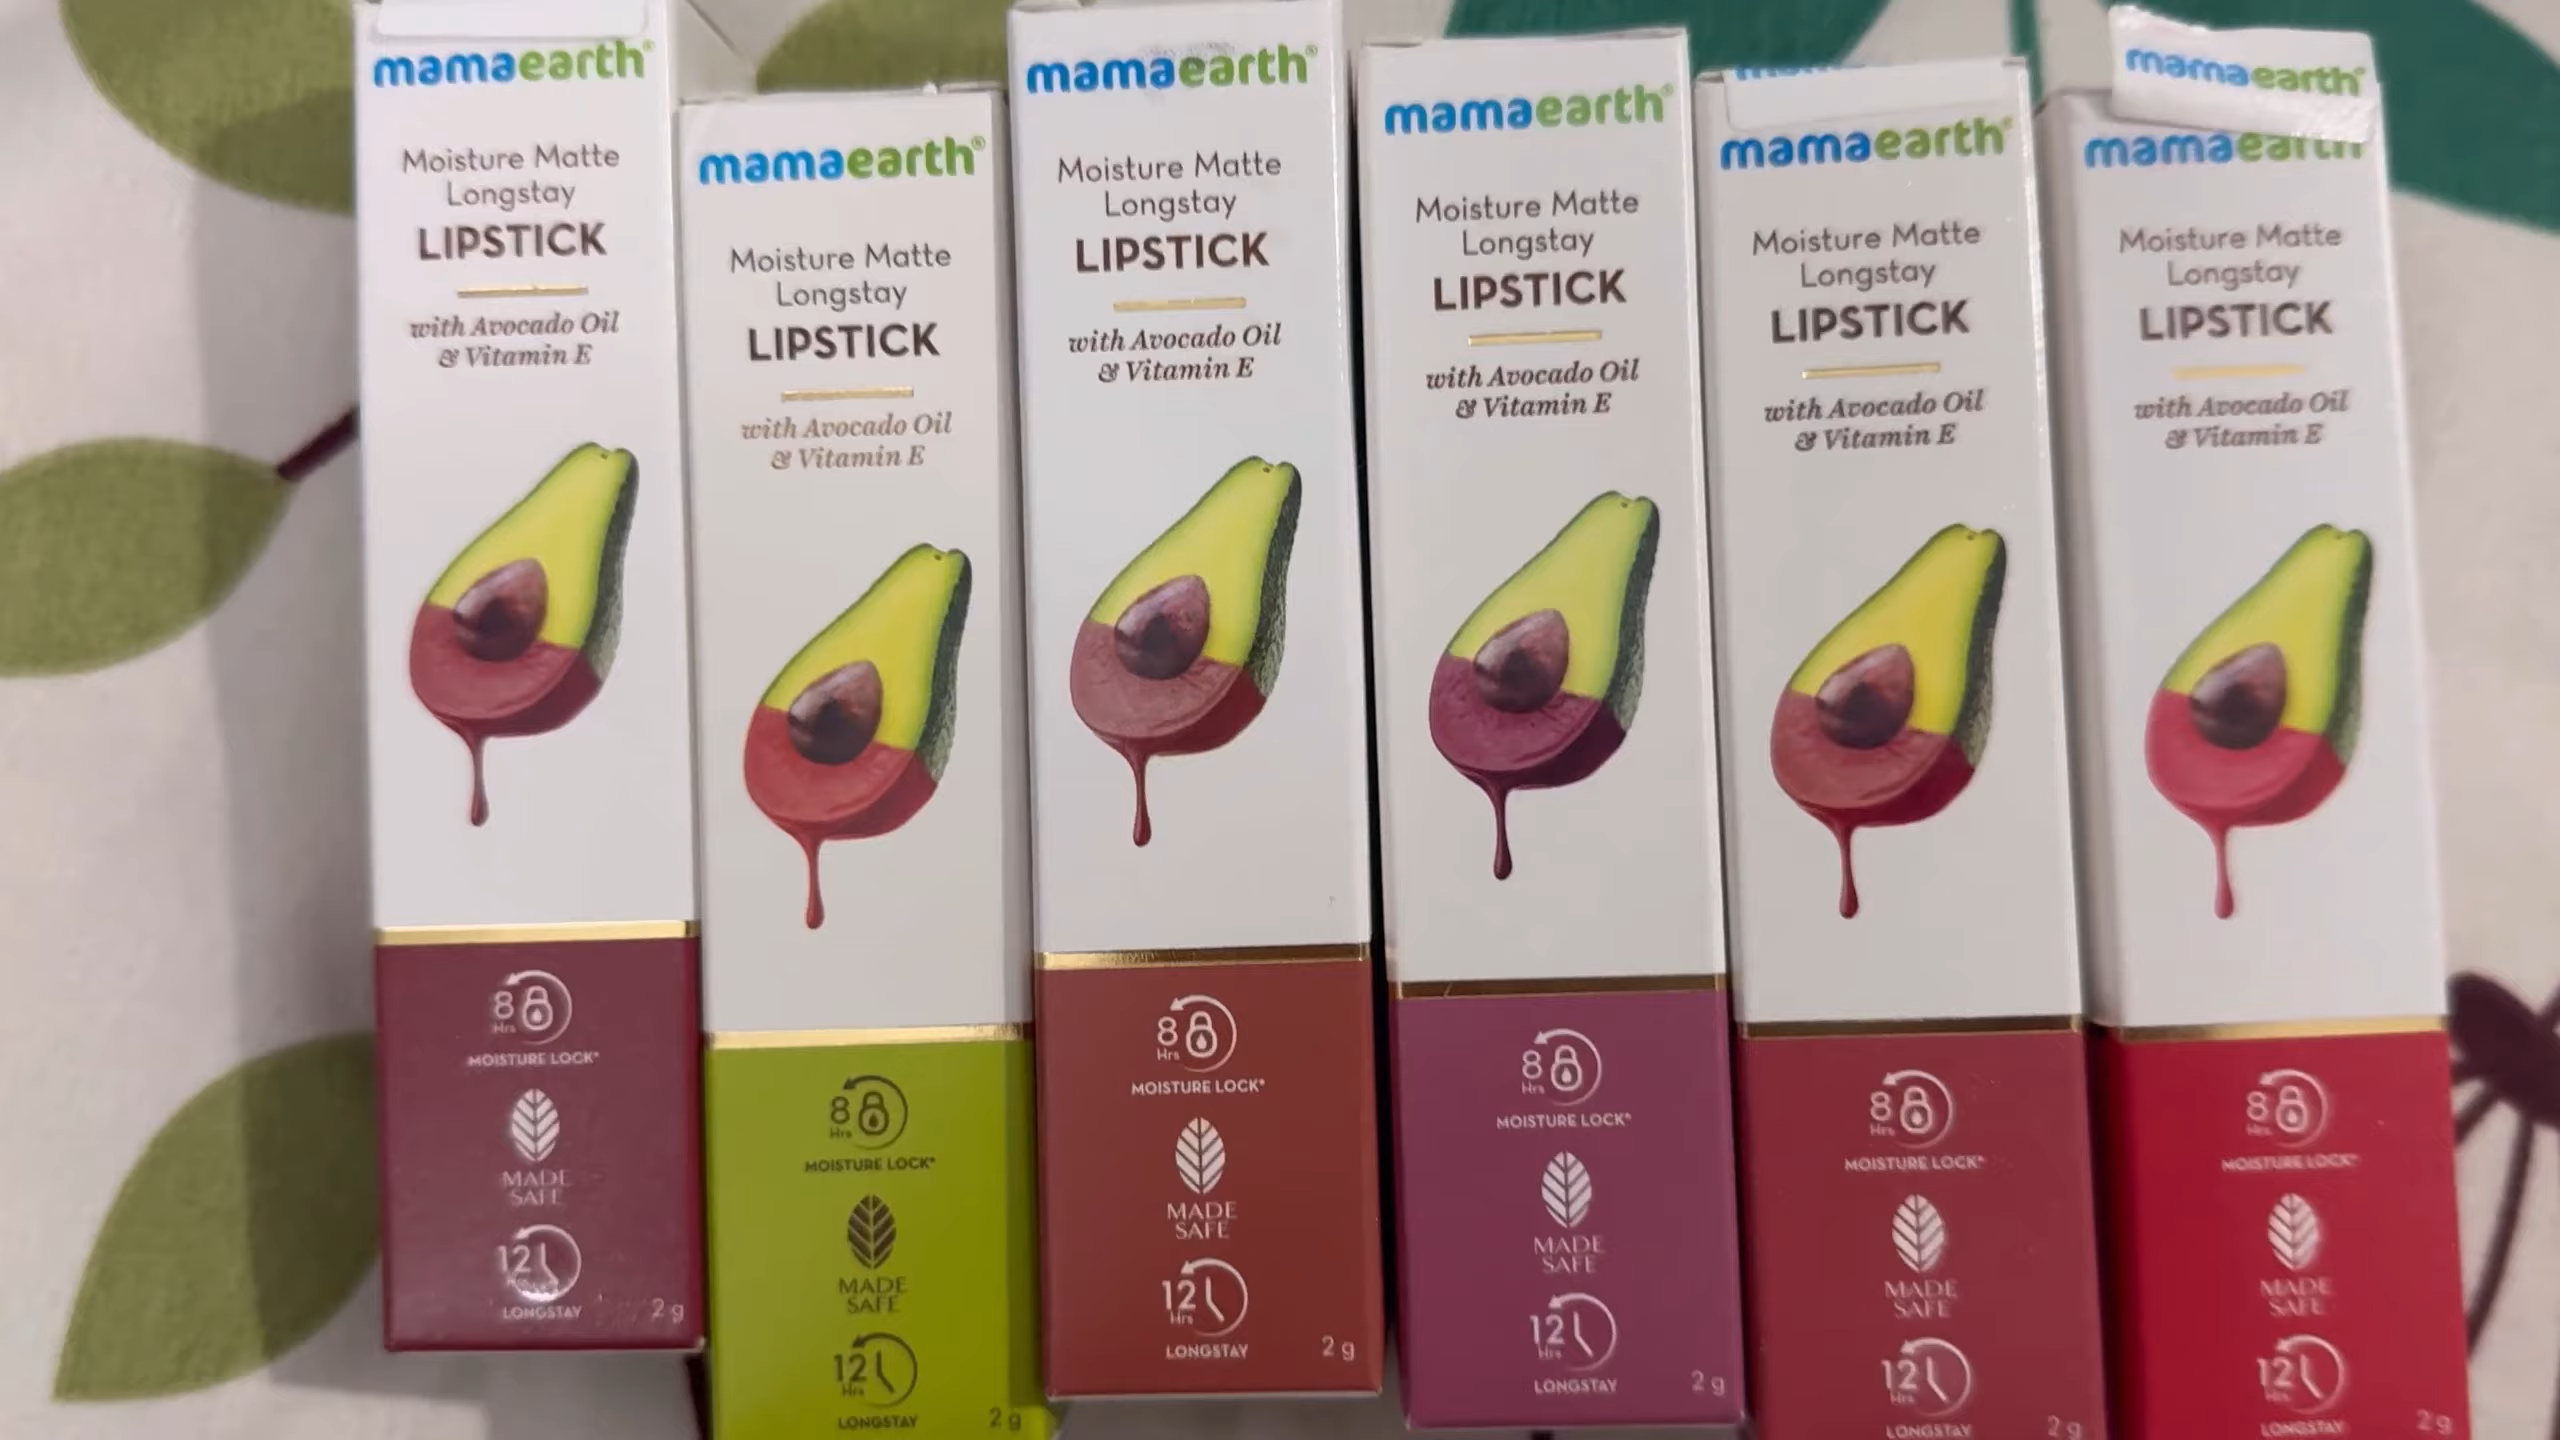 mamaearth®
Moisture Matte
Longstay
LIPSTICK
with Avocado Oil
& Vitamin E
8
Hrs
MOISTURE LOCK*
MADE
SAFE
12
Hrs
LONGSTAY
2 g
mamaearth®
Moisture Matte
Longstay
LIPSTICK
with Avocado Oil
& Vitamin E
8
Hrs
MOISTURE LOCK*
MADE
SAFE
12
Hrs
LONGSTAY
2 g
mamaearth®
Moisture Matte
Longstay
LIPSTICK
with Avocado Oil
& Vitamin E
8
Hrs
MOISTURE LOCK*
MADE
SAFE
12
Hrs
LONGSTAY
2 g
mamaearth®
Moisture Matte
Longstay
LIPSTICK
with Avocado Oil
& Vitamin E
8
Hrs
MOISTURE LOCK*
MADE
SAFE
12
Hrs
LONGSTAY
2 g
mamaearth®
Moisture Matte
Longstay
LIPSTICK
with Avocado Oil
& Vitamin E
8
Hrs
MOISTURE LOCK*
MADE
SAFE
12
Hrs
LONGSTAY
2 g
mamaearth®
mamaearth
Moisture Matte
Longstay
LIPSTICK
with Avocado Oil
& Vitamin E
8
Hrs
MOISTURE LOCK*
MADE
SAFE
12
Hrs
LONGSTAY
2 g